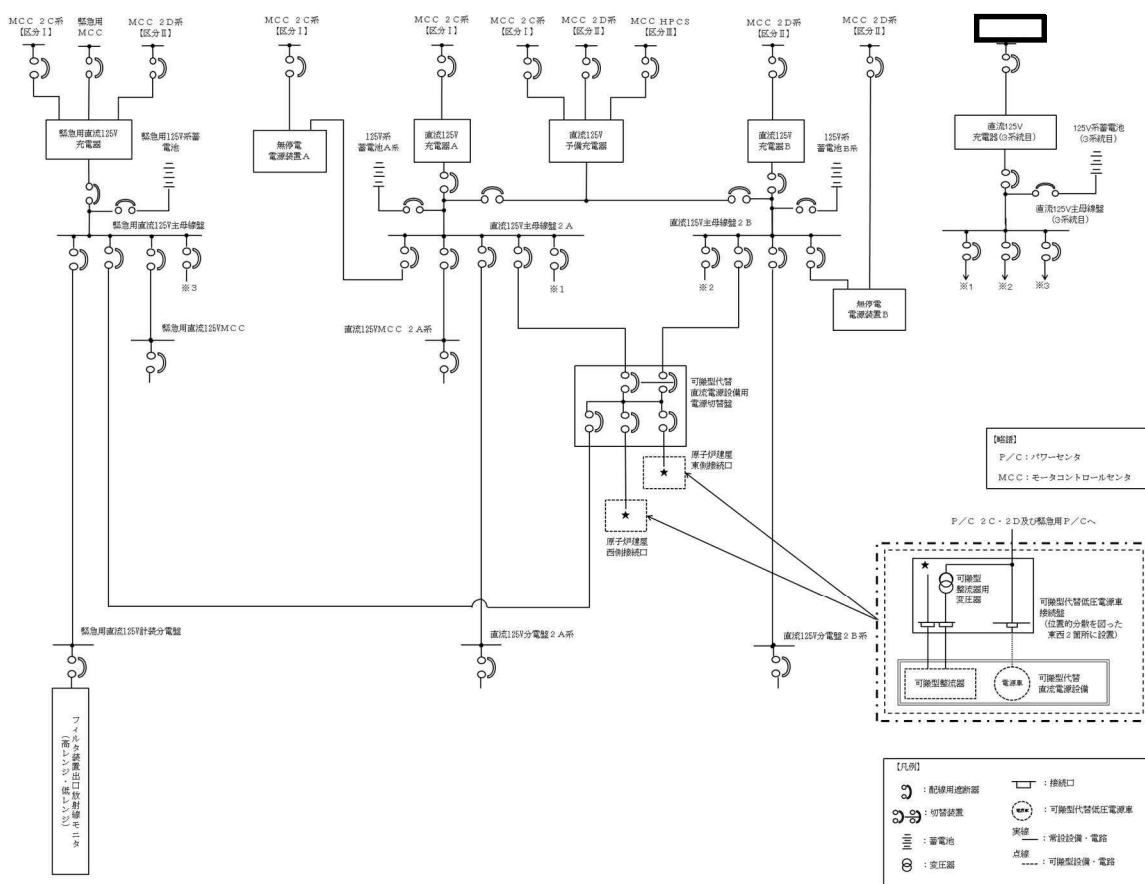 MCC 2C系
【区分Ⅰ】
緊急用
MCC
MCC 2D系
【区分Ⅱ】
MCC 2C系
【区分Ⅰ】
MCC 2C系
【区分Ⅰ】
MCC 2C系
【区分Ⅰ】
MCC 2D系
【区分Ⅱ】
MCC HPCS
【区分Ⅲ】
MCC 2D系
【区分Ⅱ】
MCC 2D系
【区分Ⅱ】
緊急用直流125V
充電器
緊急用125V系蓄
電池
無停電
電源装置A
125V系
蓄電池A系
直流125V
充電器A
直流125V
予備充電器
直流125V
充電器B
125V系
蓄電池B系
直流125V
充電器(3系統目)
125V系蓄電池
(3系統目)
緊急用直流125V主母線盤
直流125V主母線盤2A
直流125V主母線盤2B
直流125V主母線盤
(3系統目)
※3
※1
※2
※1
※2
※3
無停電
電源装置B
緊急用直流125VMCC
直流125VMCC 2A系
可搬型代替
直流電源設備用
電源切替盤
原子炉建屋
東側接続口
★
★
原子炉建屋
西側接続口
【略語】
P/C:パワーセンタ
MCC:モータコントロールセンタ
P/C 2C・2D及び緊急用P/Cへ
★
可搬型
整流器用
変圧器
可搬型代替低圧電源車
接続盤
(位置的分散を図った
東西2箇所に設置)
可搬型整流器
電源車
可搬型代替
直流電源設備
緊急用直流125V計装分電盤
直流125V分電盤2A系
直流125V分電盤2B系
フィルタ装置出口放射線モニタ
(高レンジ・低レンジ)
【凡例】
:配線用遮断器
:切替装置
:蓄電池
:変圧器
:接続口
電源車
:可搬型代替低圧電源車
実線
:常設設備・電路
点線
:可搬型設備・電路